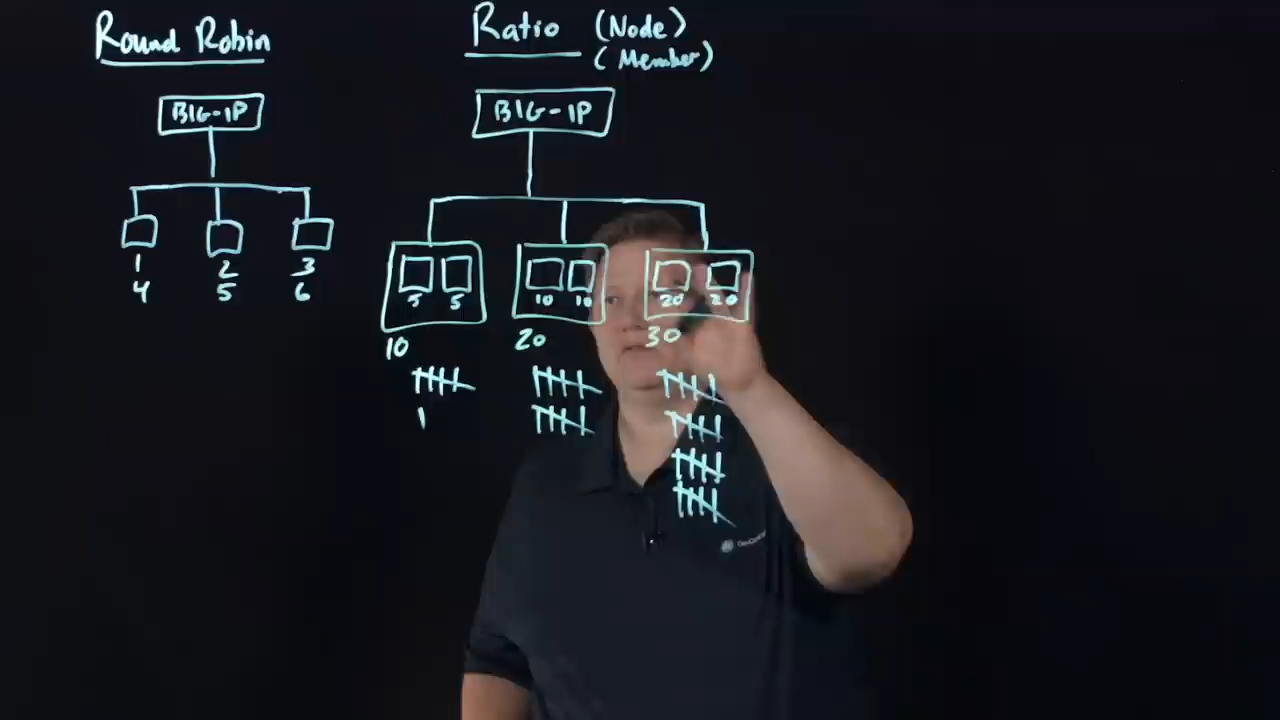 Round Robin
BIG-IP
1 2 3
4 5 6
Ratio (Node)
(Member)
BIG-IP
5 5 10 10 20 20
10 20 30